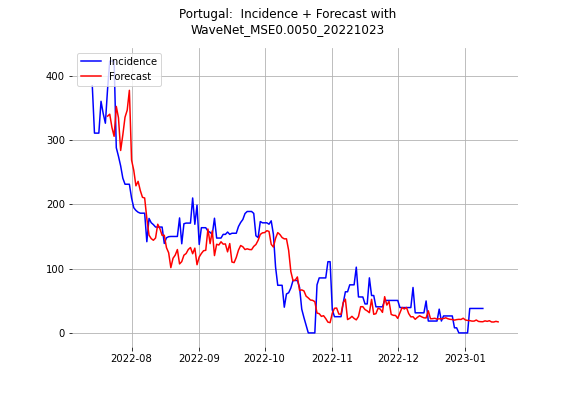 Portugal:  Incidence + Forecast with
WaveNet_MSE0.0050_20221023
Incidence
Forecast
400
300
200
100
0
2022-08
2022-09
2022-10
2022-11
2022-12
2023-01